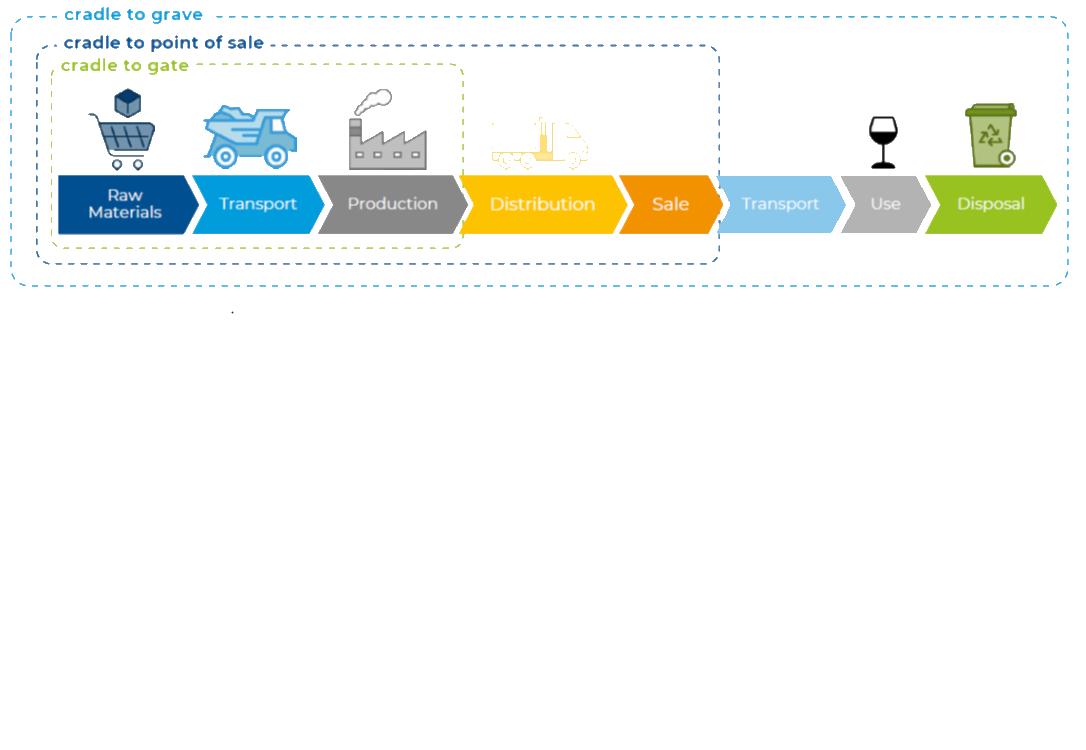 cradle to grave
cradle to point of sale
cradle to gate
Raw
Materials
Transport
Production
Distribution
Sale
Transport
Use
Disposal